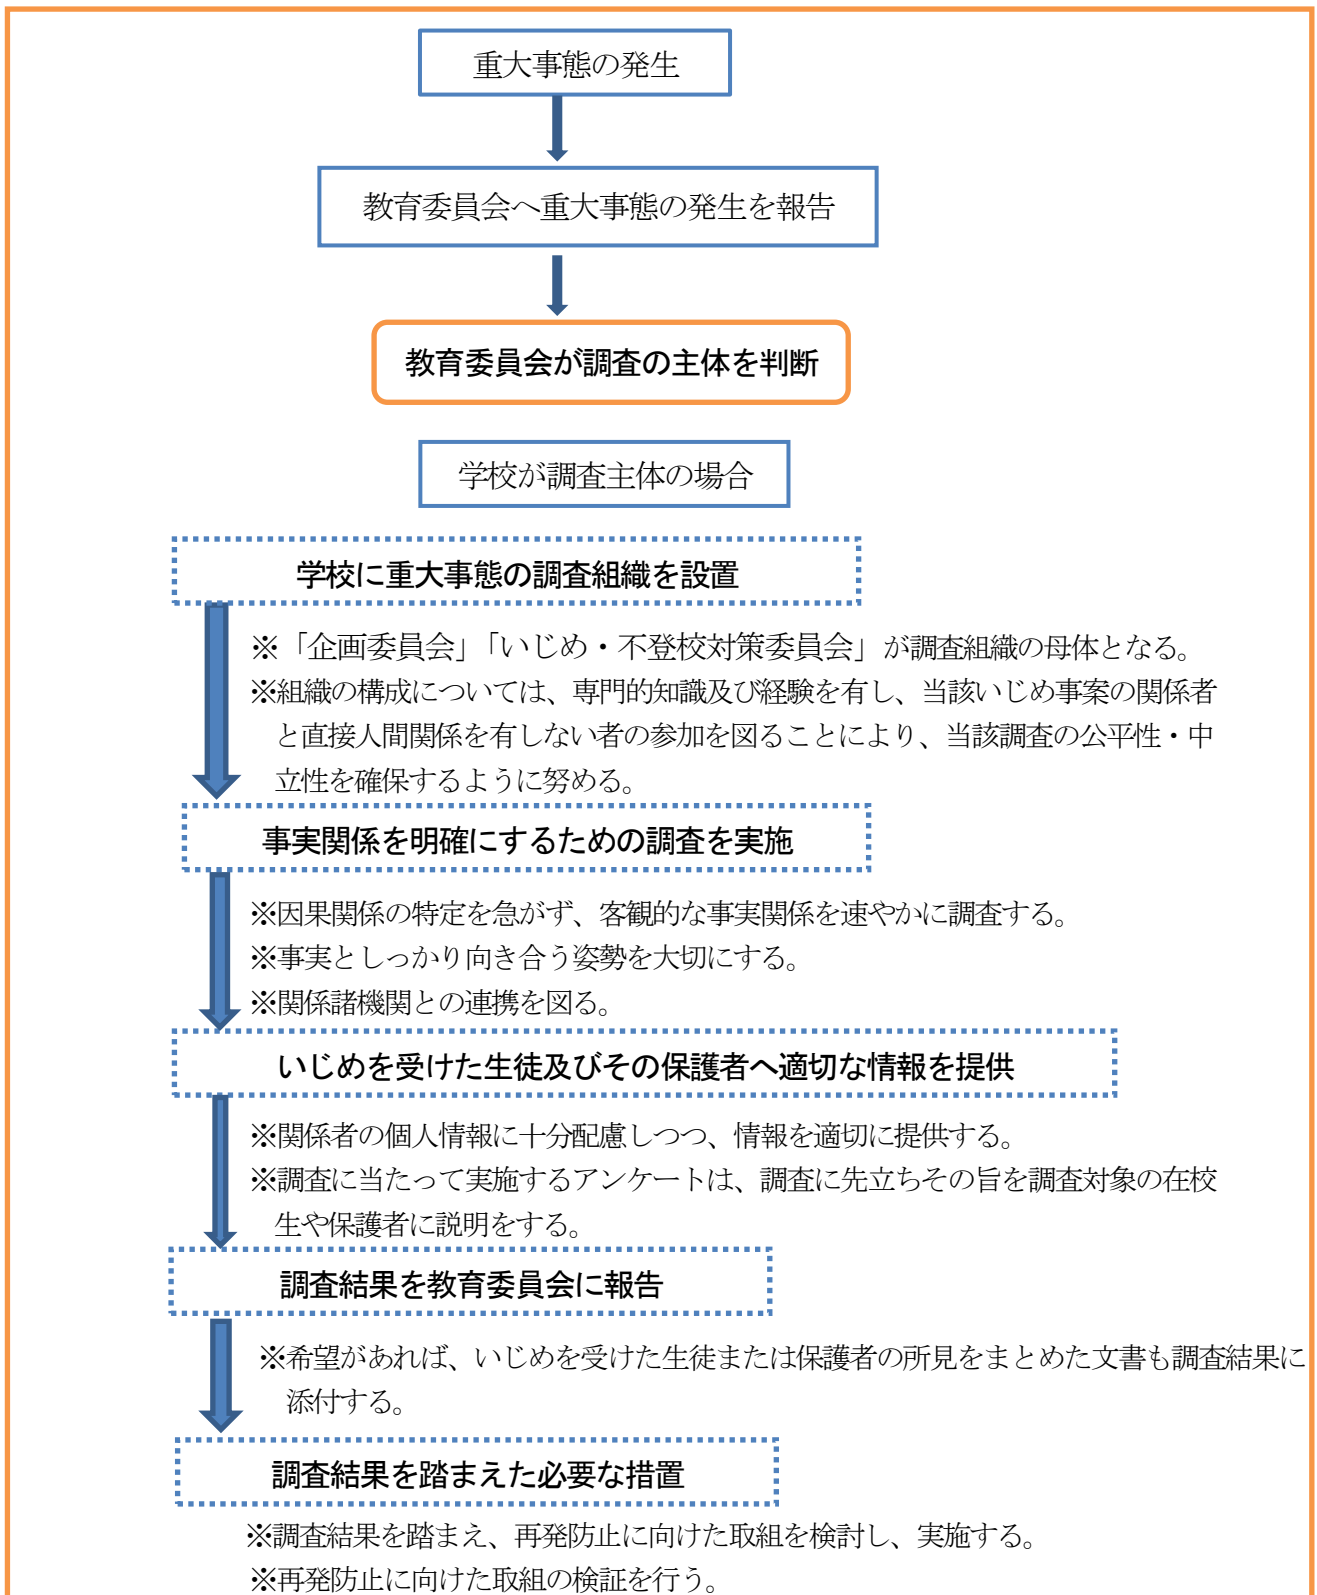 重大事態の発生
教育委員会へ重大事態の発生を報告
教育委員会が調査の主体を判断
学校が調査主体の場合
学校に重大事態の調査組織を設置
※「企画委員会」「いじめ・不登校対策委員会」が調査組織の母体となる。
※組織の構成については、専門的知識及び経験を有し、当該いじめ事案の関係者
と直接人間関係を有しない者の参加を図ることにより、当該調査の公平性・中
立性を確保するように努める。
事実関係を明確にするための調査を実施
※因果関係の特定を急がず、客観的な事実関係を速やかに調査する。
※事実としっかり向き合う姿勢を大切にする。
※関係諸機関との連携を図る。
いじめを受けた生徒及びその保護者へ適切な情報を提供
※関係者の個人情報に十分配慮しつつ、情報を適切に提供する。
※調査に当たって実施するアンケートは、調査に先立ちその旨を調査対象の在校
生や保護者に説明をする。
調査結果を教育委員会に報告
※希望があれば、いじめを受けた生徒または保護者の所見をまとめた文書も調査結果に
添付する。
調査結果を踏まえた必要な措置
※調査結果を踏まえ、再発防止に向けた取組を検討し、実施する。
※再発防止に向けた取組の検証を行う。